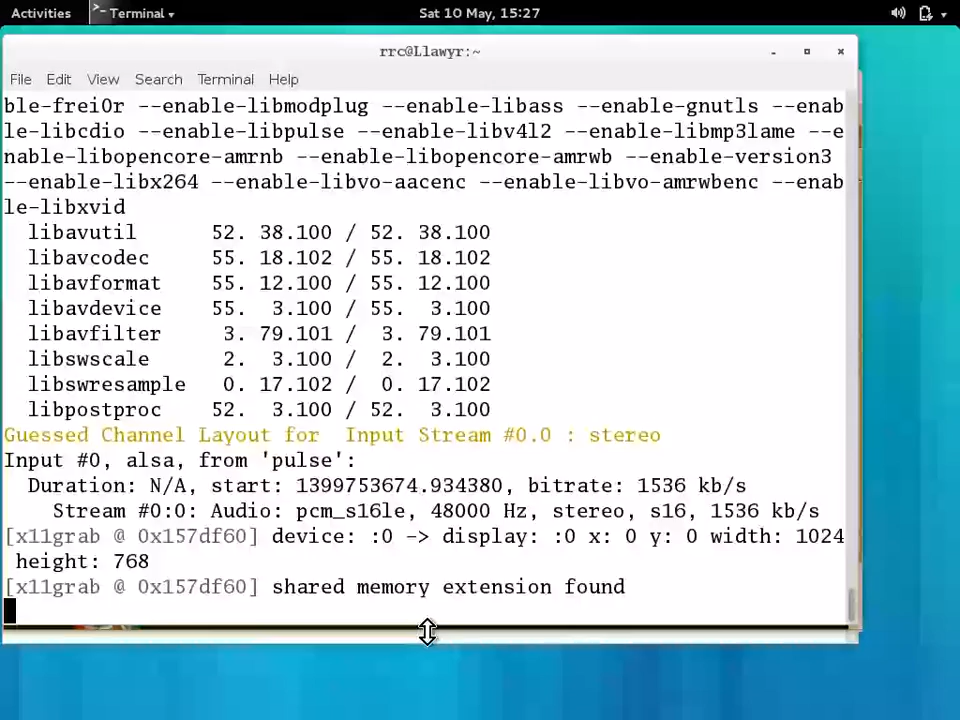 Activities >_ Terminal ▾ Sat 10 May, 15:27
rrc@Llawyr:~
File Edit View Search Terminal Help
ble-frei0r --enable-libmodplug --enable-libass --enable-gnutls --enab
le-libcdio --enable-libpulse --enable-libv4l2 --enable-libmp3lame --e
nable-libopencore-amrnb --enable-libopencore-amrwb --enable-version3
--enable-libx264 --enable-libvo-aacenc --enable-libvo-amrwbenc --enab
le-libxvid
  libavutil      52. 38.100 / 52. 38.100
  libavcodec     55. 18.102 / 55. 18.102
  libavformat    55. 12.100 / 55. 12.100
  libavdevice    55.  3.100 / 55.  3.100
  libavfilter     3. 79.101 /  3. 79.101
  libswscale      2.  3.100 /  2.  3.100
  libswresample   0. 17.102 /  0. 17.102
  libpostproc    52.  3.100 / 52.  3.100
Guessed Channel Layout for  Input Stream #0.0 : stereo
Input #0, alsa, from 'pulse':
  Duration: N/A, start: 1399753674.934380, bitrate: 1536 kb/s
    Stream #0:0: Audio: pcm_s16le, 48000 Hz, stereo, s16, 1536 kb/s
[x11grab @ 0x157df60] device: :0 -> display: :0 x: 0 y: 0 width: 1024
height: 768
[x11grab @ 0x157df60] shared memory extension found